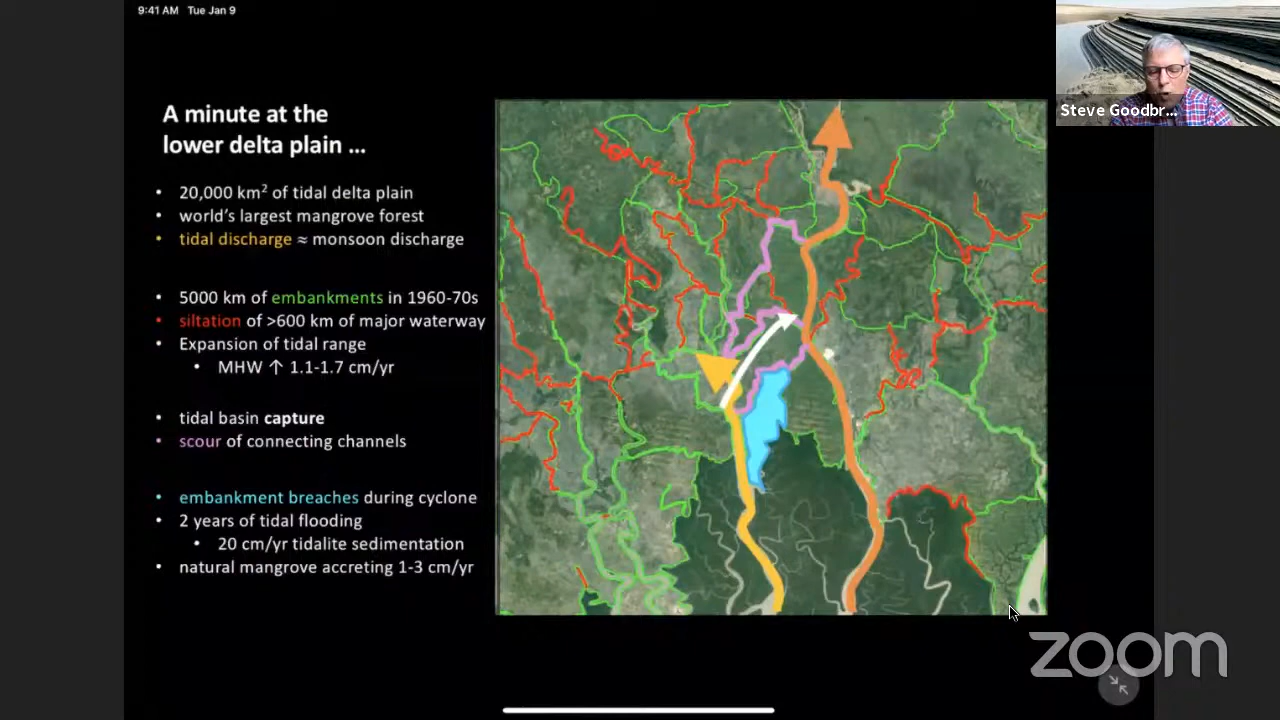 9:41 AM Tue Jan 9
A minute at the
lower delta plain ...
• 20,000 km² of tidal delta plain
• world's largest mangrove forest
• tidal discharge ≈ monsoon discharge
• 5000 km of embankments in 1960-70s
• siltation of >600 km of major waterway
• Expansion of tidal range
• MHW ↑ 1.1-1.7 cm/yr
• tidal basin capture
• scour of connecting channels
• embankment breaches during cyclone
• 2 years of tidal flooding
• 20 cm/yr tidalite sedimentation
• natural mangrove accreting 1-3 cm/yr
Steve Goodbr...
zoom